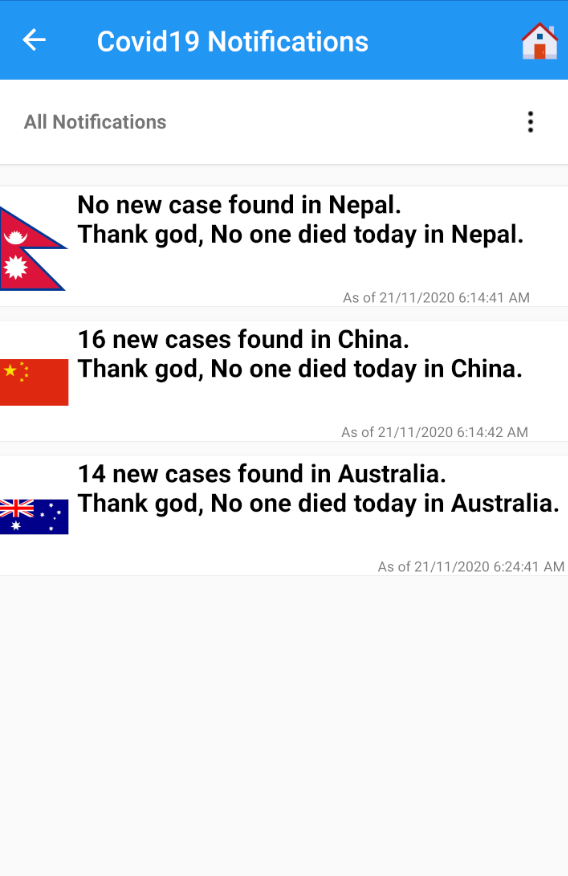 Covid19 Notifications
All Notifications
No new case found in Nepal.
Thank god, No one died today in Nepal.
As of 21/11/2020 6:14:41 AM
16 new cases found in China.
Thank god, No one died today in China.
As of 21/11/2020 6:14:42 AM
14 new cases found in Australia.
Thank god, No one died today in Australia.
As of 21/11/2020 6:24:41 AM